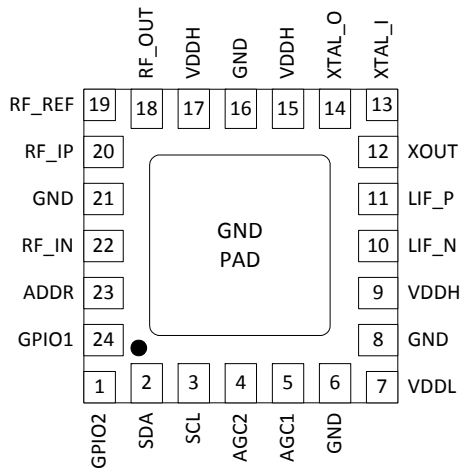 RF_OUT
VDDH
GND
VDDH
XTAL_O
XTAL_I
RF_REF 19 18 17 16 15 14 13
RF_IP 20 12 XOUT
GND 21 11 LIF_P
GND
PAD
RF_IN 22 10 LIF_N
ADDR 23 9 VDDH
GPIO1 24 8 GND
1 2 3 4 5 6 7 VDDL
GPIO2
SDA
SCL
AGC2
AGC1
GND